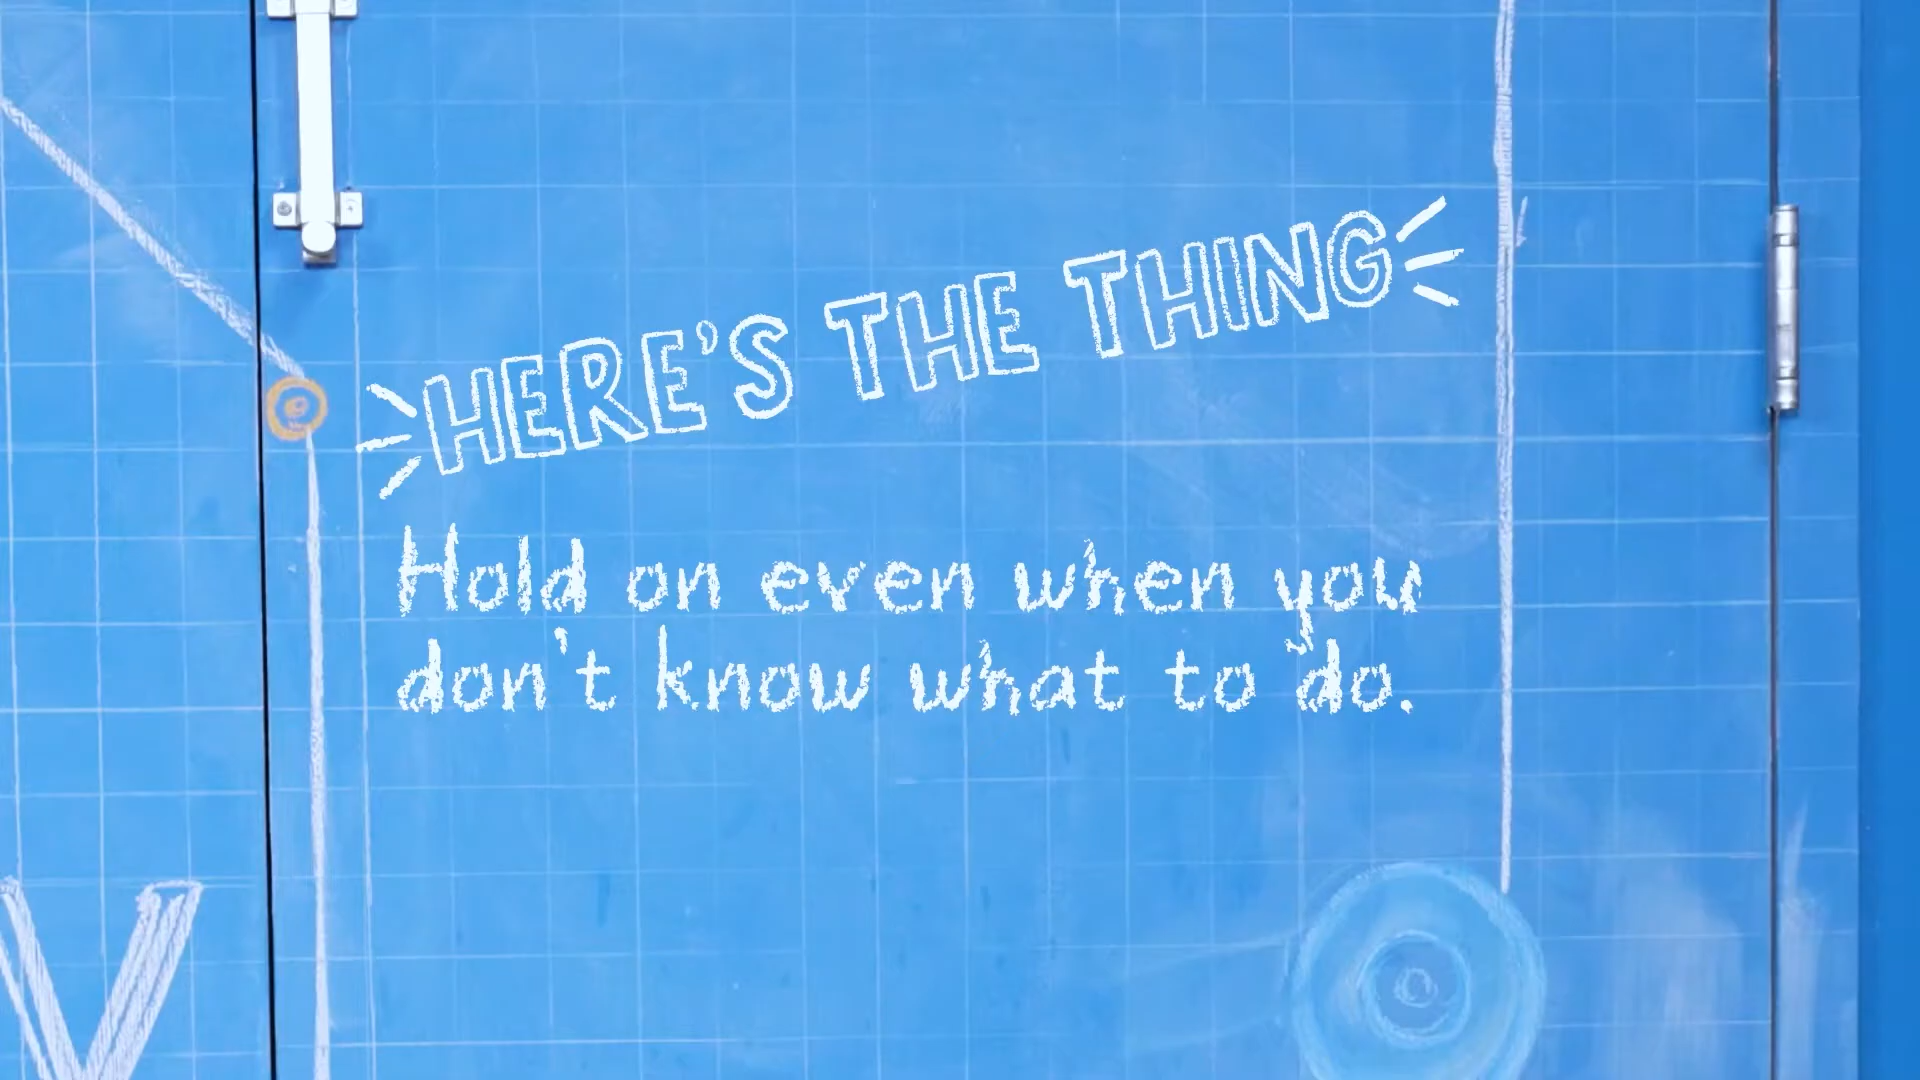 HERE'S THE THING
Hold on even when you
don't know what to do.
V